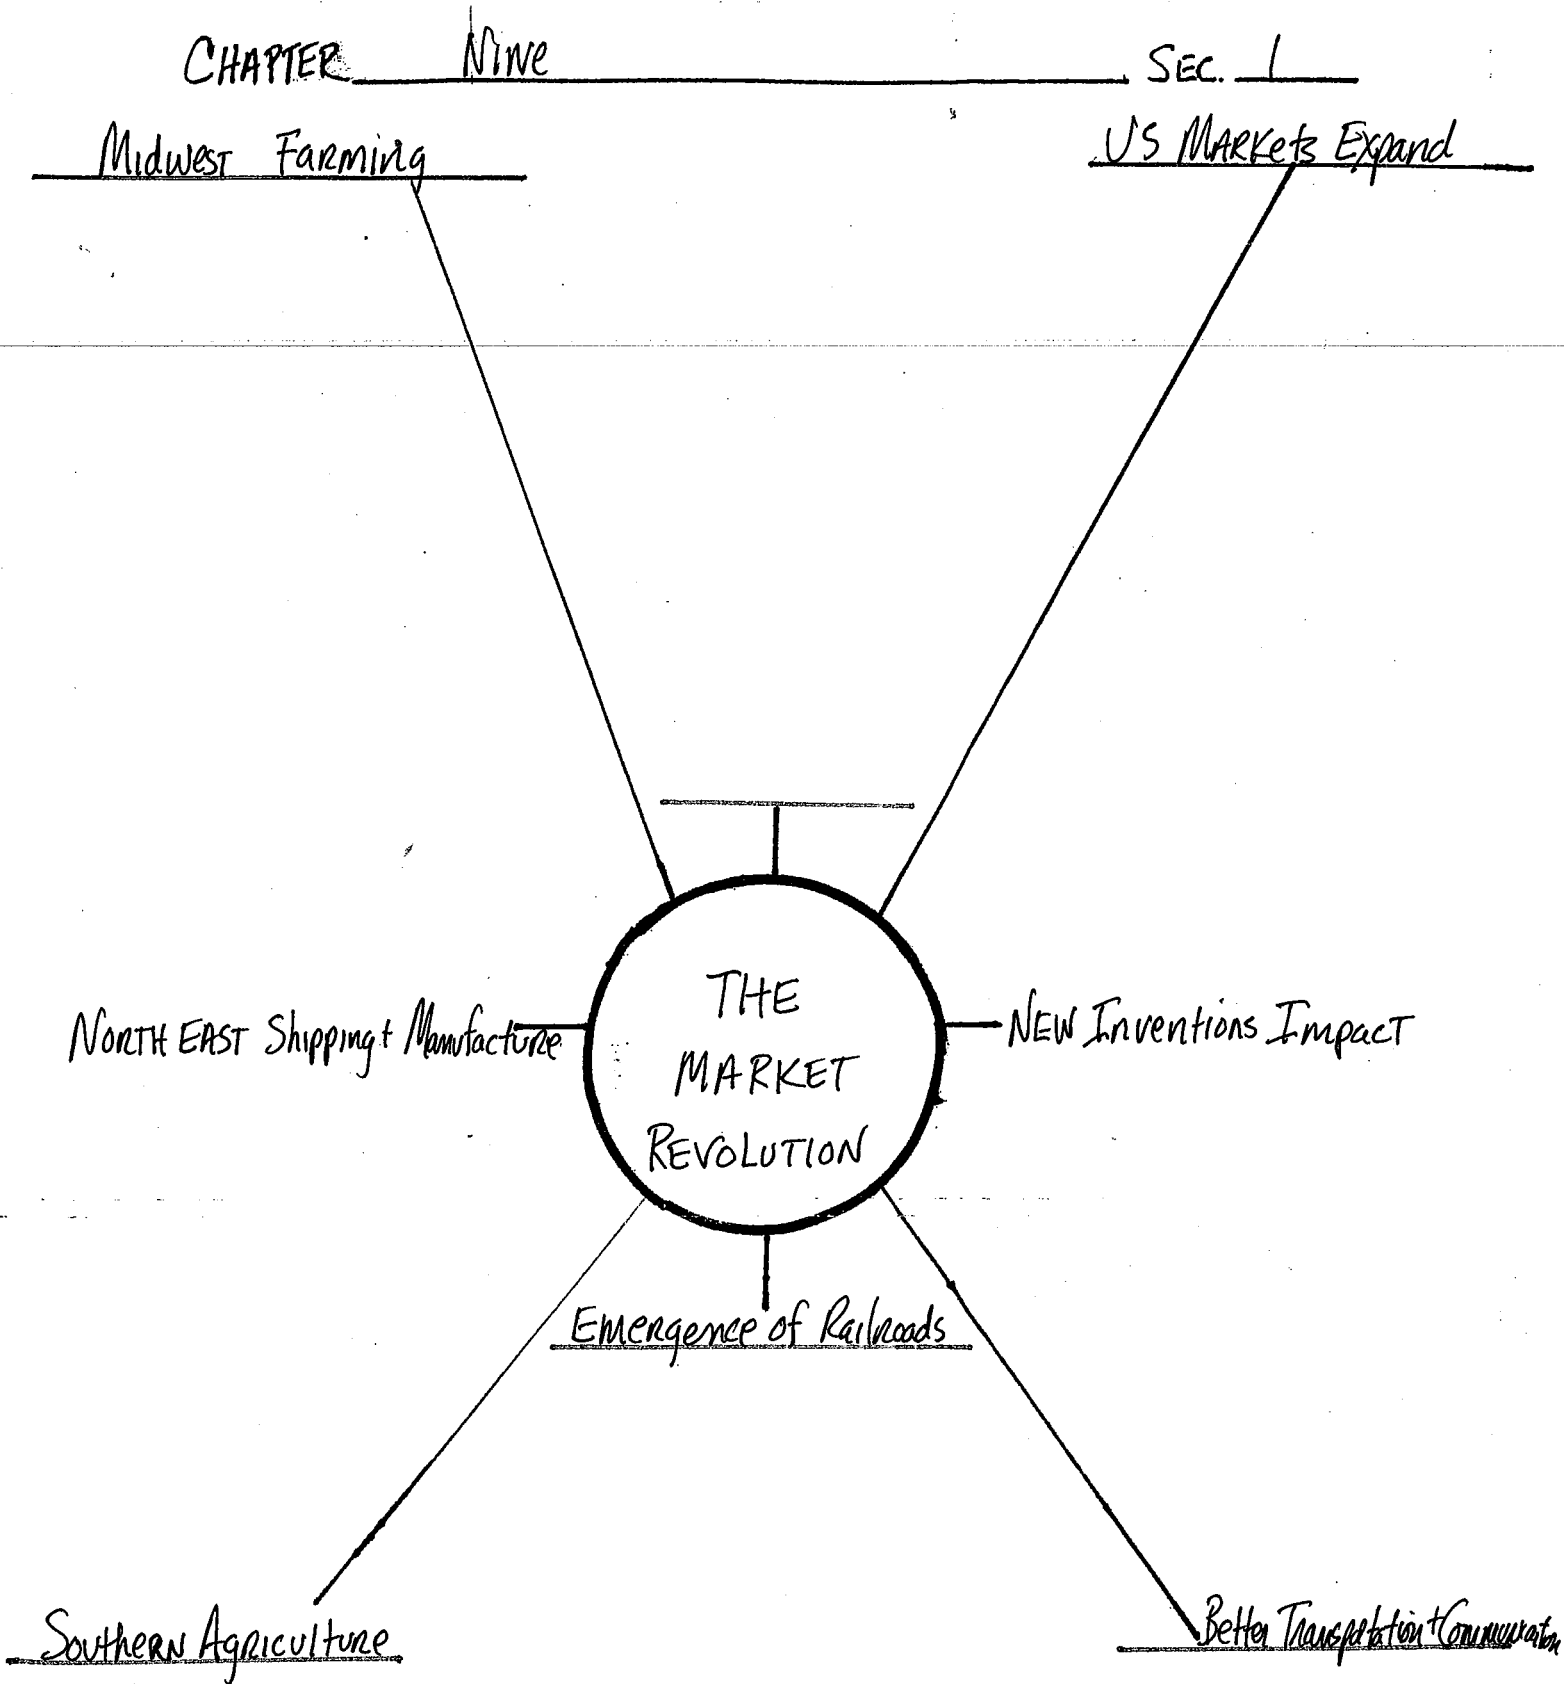 CHAPTER Nine SEC. 1
Midwest Farming
US Markets Expand
THE
MARKET
REVOLUTION
NORTH EAST Shipping + Manufacture
NEW Inventions Impact
Emergence of Railroads
Southern Agriculture
Better Transpotation + Communication